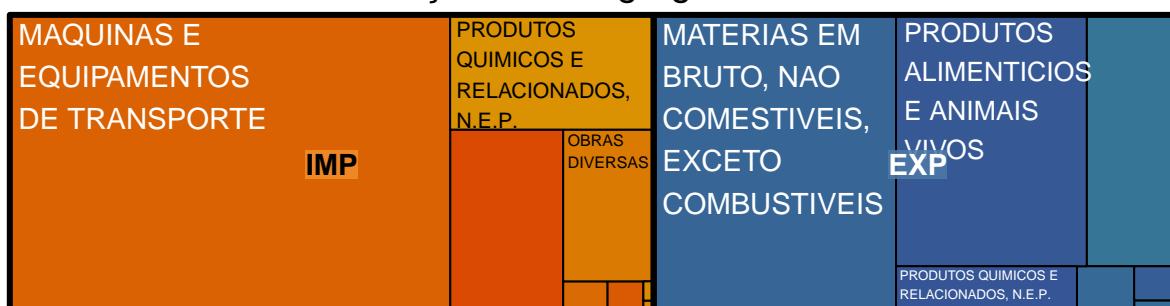 MAQUINAS E
EQUIPAMENTOS
DE TRANSPORTE
IMP
PRODUTOS
QUIMICOS E
RELACIONADOS,
N.E.P.
OBRAS
DIVERSAS
MATERIAS EM
BRUTO, NAO
COMESTIVEIS,
EXCETO
COMBUSTIVEIS
EXP
PRODUTOS
ALIMENTICIOS
E ANIMAIS
VIVOS
PRODUTOS QUIMICOS E
RELACIONADOS, N.E.P.